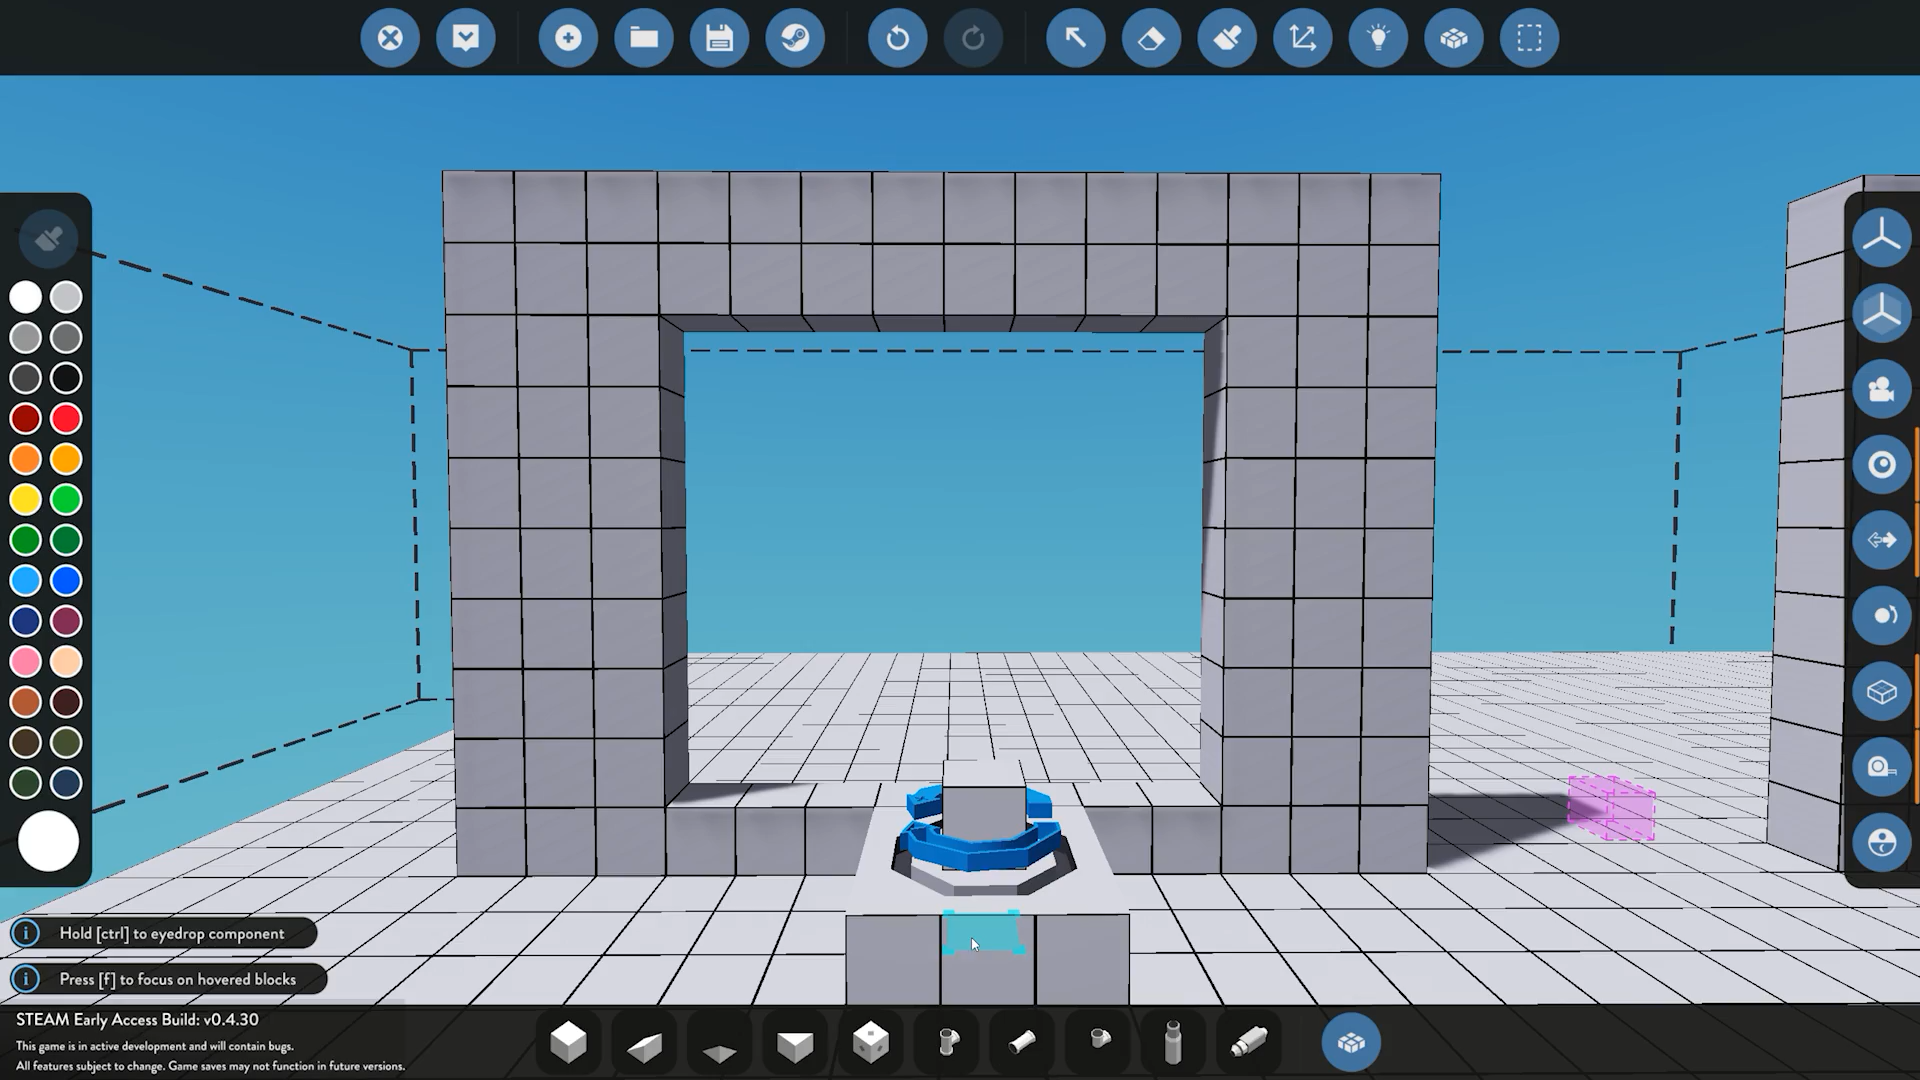 Hold [ctrl] to eyedrop component
Press [f] to focus on hovered blocks
STEAM Early Access Build: v0.4.30
This game is in active development and will contain bugs.
All features subject to change. Game saves may not function in future versions.